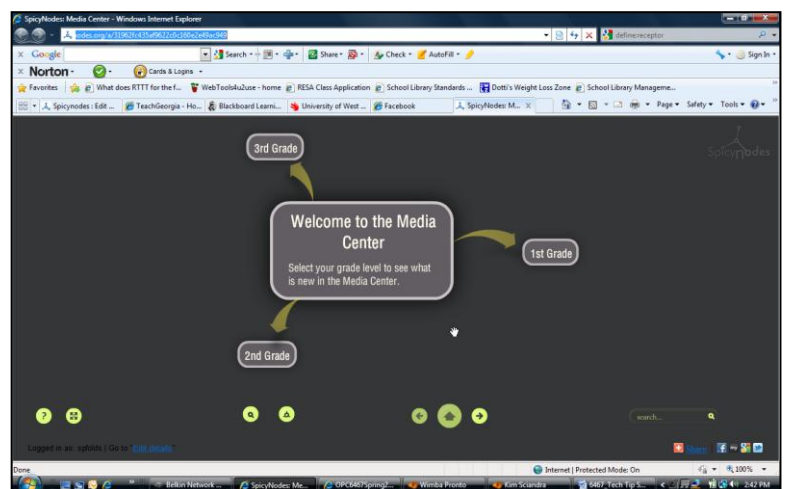 SpicyNodes: Media Center - Windows Internet Explorer
define:receptor
Google Search Share Check AutoFill Sign In
Norton Cards & Logins
Favorites What does RTTT for the f... WebTools4u2use - home RESA Class Application School Library Standards ... Dotti's Weight Loss Zone School Library Manageme...
Spicynodes : Edit ... TeachGeorgia - Ho... Blackboard Learni... University of West ... Facebook SpicyNodes: M... Page Safety Tools
Spicynodes
3rd Grade
Welcome to the Media
Center
Select your grade level to see what
is new in the Media Center.
1st Grade
2nd Grade
search...
Logged in as: spfolds | Go to "Edit details"
Share
Done Internet | Protected Mode: On 100%
Belkin Network ... SpicyNodes: Me... OPC6467Spring2... Wimba Pronto Kim Sciandra 6467_Tech Tip S... 2:42 PM